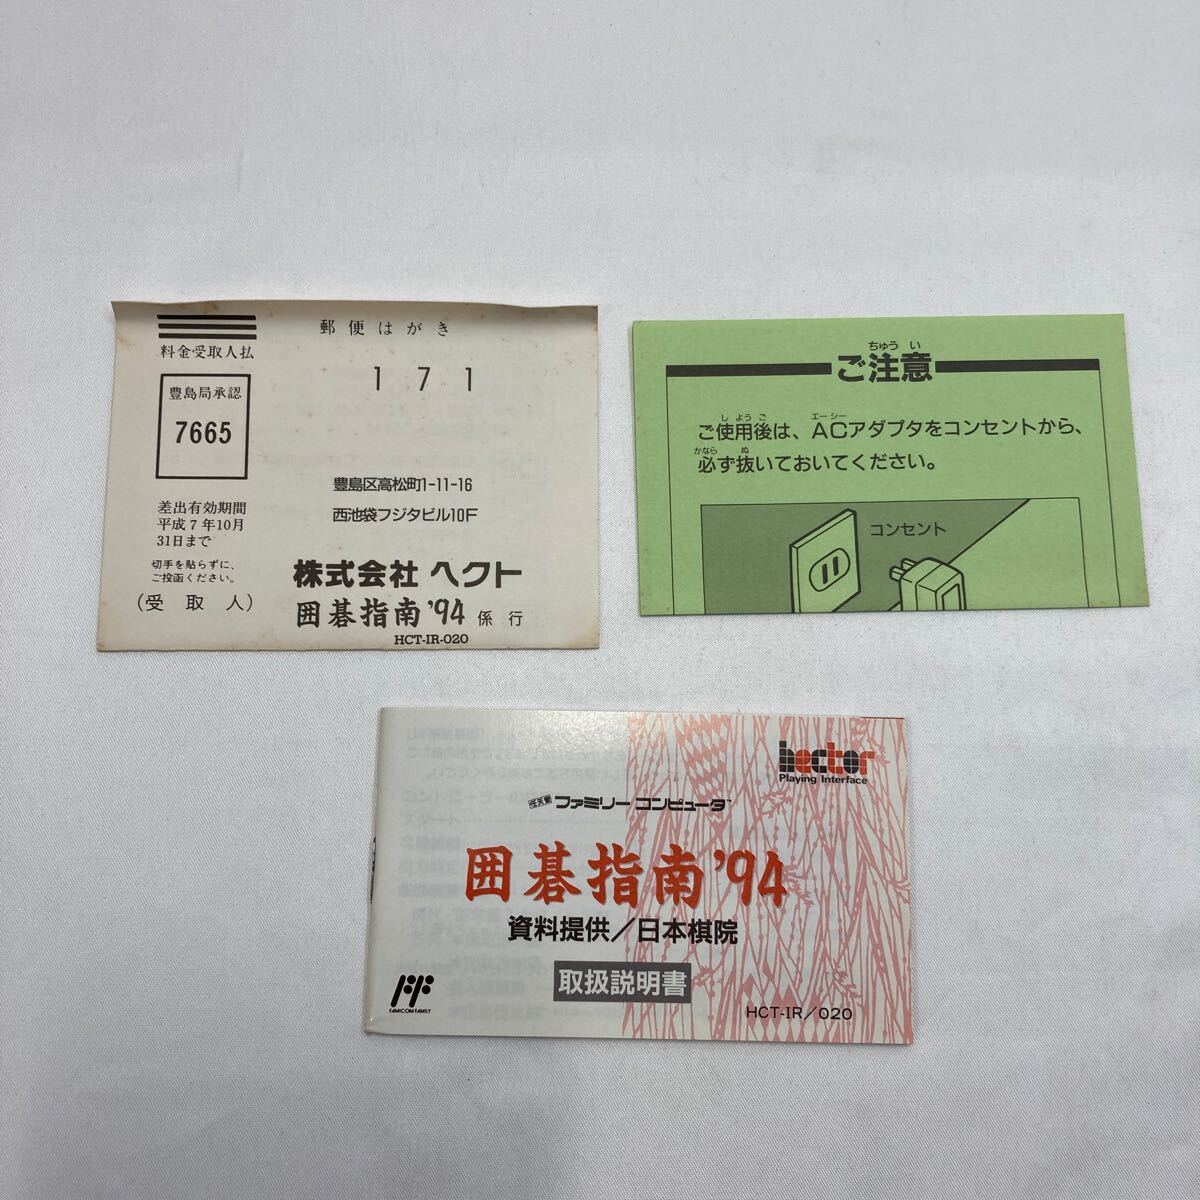 郵便はがき
料金受取人払
171
豊島局承認
7665
豊島区高松町1-11-16
西池袋フジタビル10F
差出有効期間
平成7年10月
31日まで
切手を貼らずに、
ご投函ください。
(受取人)
株式会社 ヘクト
囲碁指南'94 係行
HCT-IR-020
ちゅうい
ご注意
しようご エーシー
ご使用後は、ACアダプタをコンセントから、
かなら ぬ
必ず抜いておいてください。
コンセント
hector
Playing Interface
任天堂 ファミリーコンピュータ™
囲碁指南'94
資料提供/日本棋院
取扱説明書
FAMICOM FAMILY
HCT-IR/020